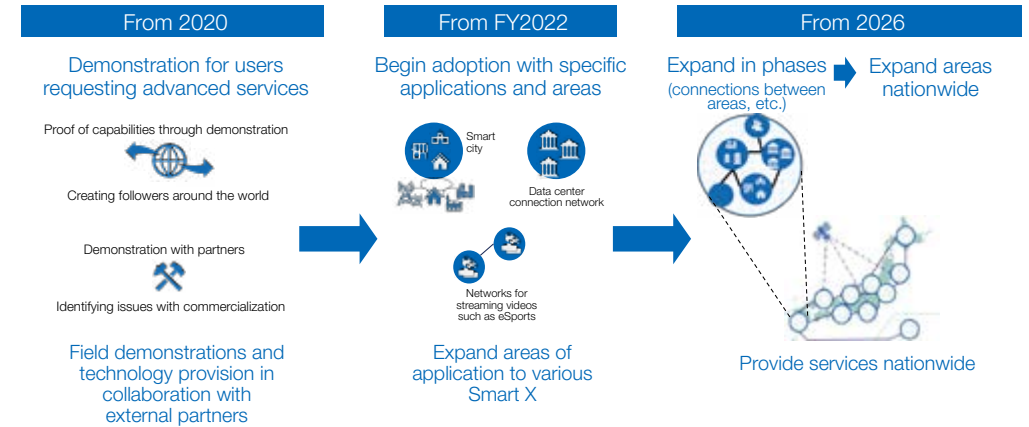 From 2020
Demonstration for users
requesting advanced services
Proof of capabilities through demonstration
Creating followers around the world
Demonstration with partners
Identifying issues with commercialization
Field demonstrations and
technology provision in
collaboration with
external partners
From FY2022
Begin adoption with specific
applications and areas
Smart
city
Data center
connection network
Networks for
streaming videos
such as eSports
Expand areas of
application to various
Smart X
From 2026
Expand in phases
(connections between
areas, etc.)
Expand areas
nationwide
Provide services nationwide